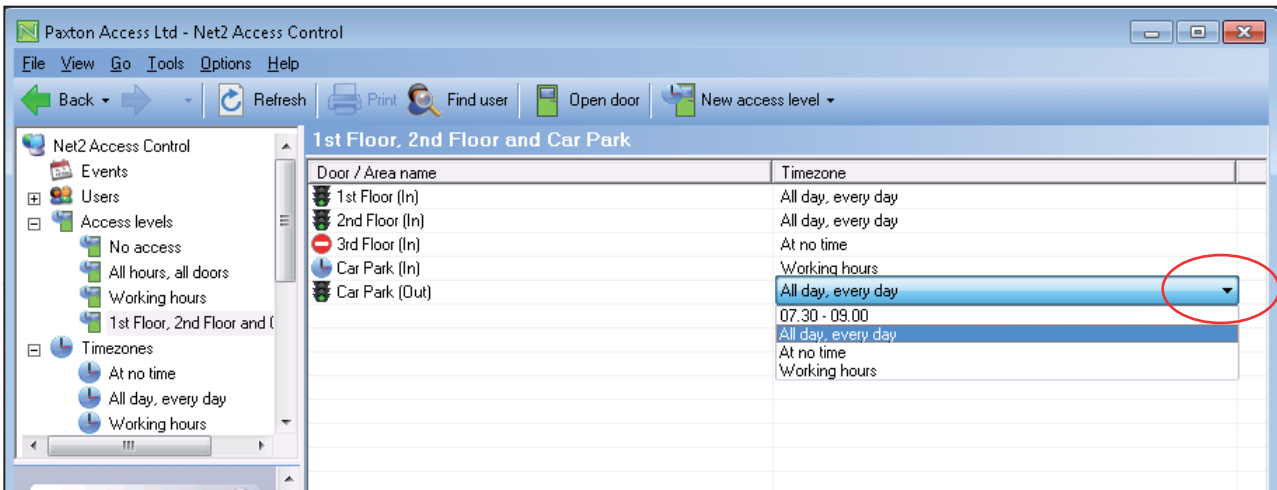 Paxton Access Ltd - Net2 Access Control
File View Go Tools Options Help
Back Refresh Print Find user Open door New access level
Net2 Access Control
Events
Users
Access levels
No access
All hours, all doors
Working hours
1st Floor, 2nd Floor and
Timezones
At no time
All day, every day
Working hours
1st Floor, 2nd Floor and Car Park
Door / Area name Timezone
1st Floor (In) All day, every day
2nd Floor (In) All day, every day
3rd Floor (In) At no time
Car Park (In) Working hours
Car Park (Out) All day, every day
07.30 - 09.00
All day, every day
At no time
Working hours